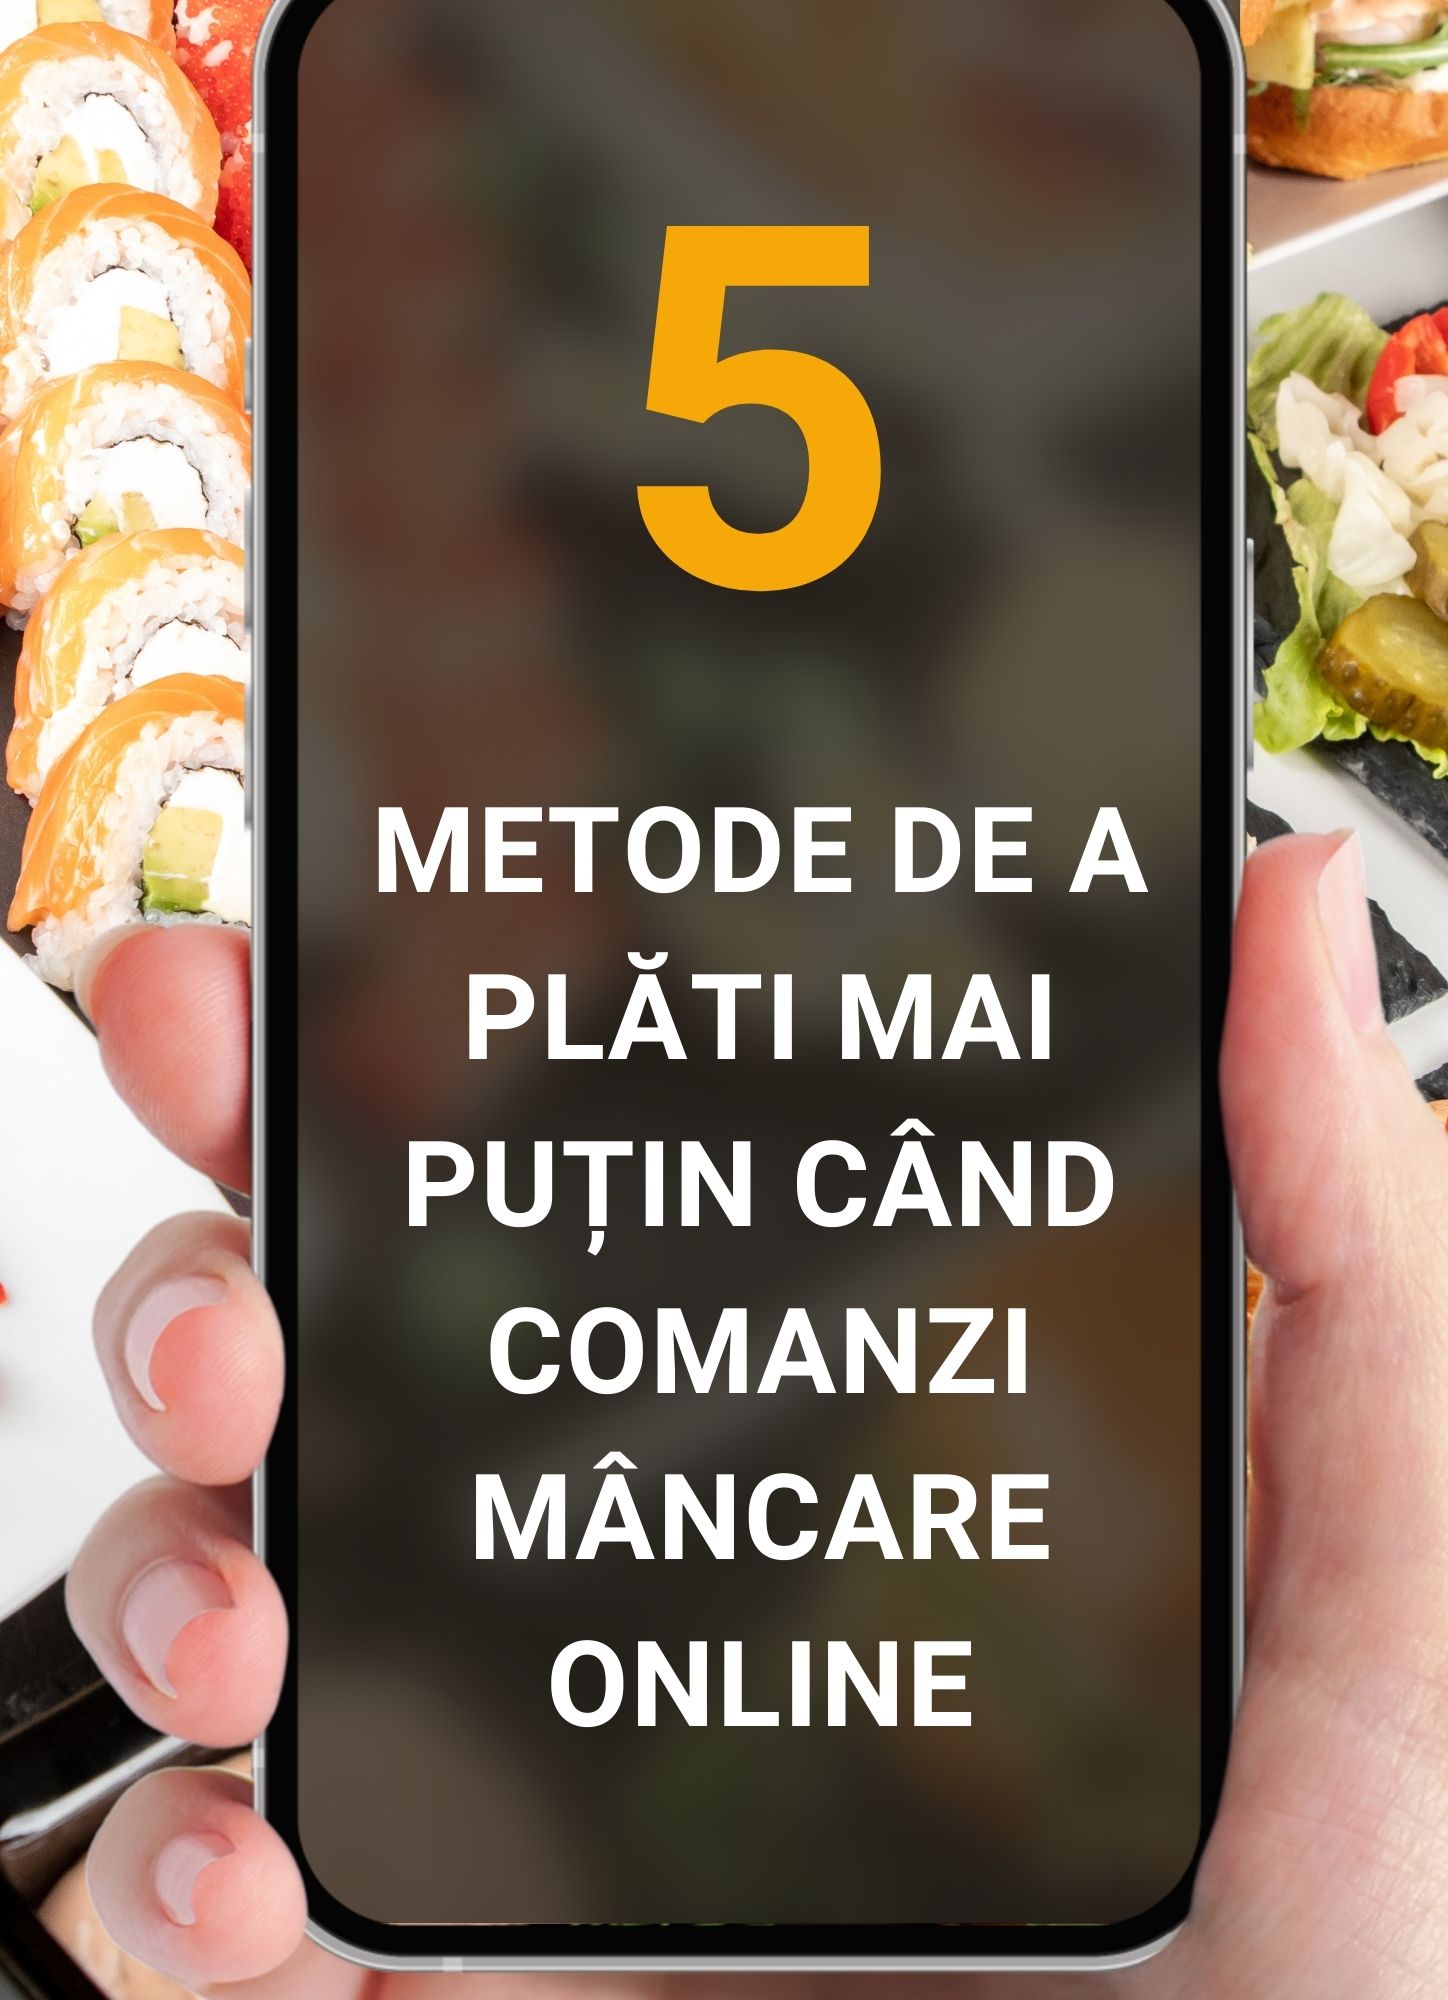 5
METODE DE A
PLĂTI MAI
PUȚIN CÂND
COMANZI
MÂNCARE
ONLINE